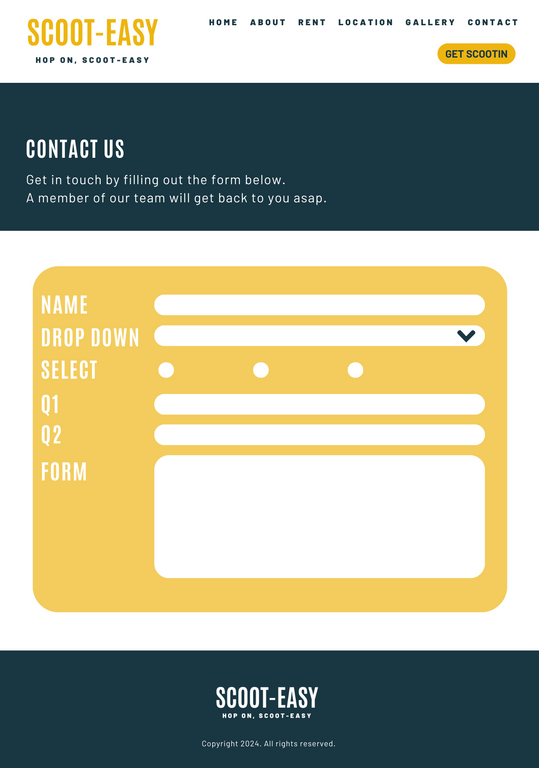 SCOOT-EASY
HOP ON, SCOOT-EASY
HOME ABOUT RENT LOCATION GALLERY CONTACT
GET SCOOTIN
CONTACT US
Get in touch by filling out the form below.
A member of our team will get back to you asap.
NAME
DROP DOWN
SELECT
Q1
Q2
FORM
SCOOT-EASY
HOP ON, SCOOT-EASY
Copyright 2024. All rights reserved.